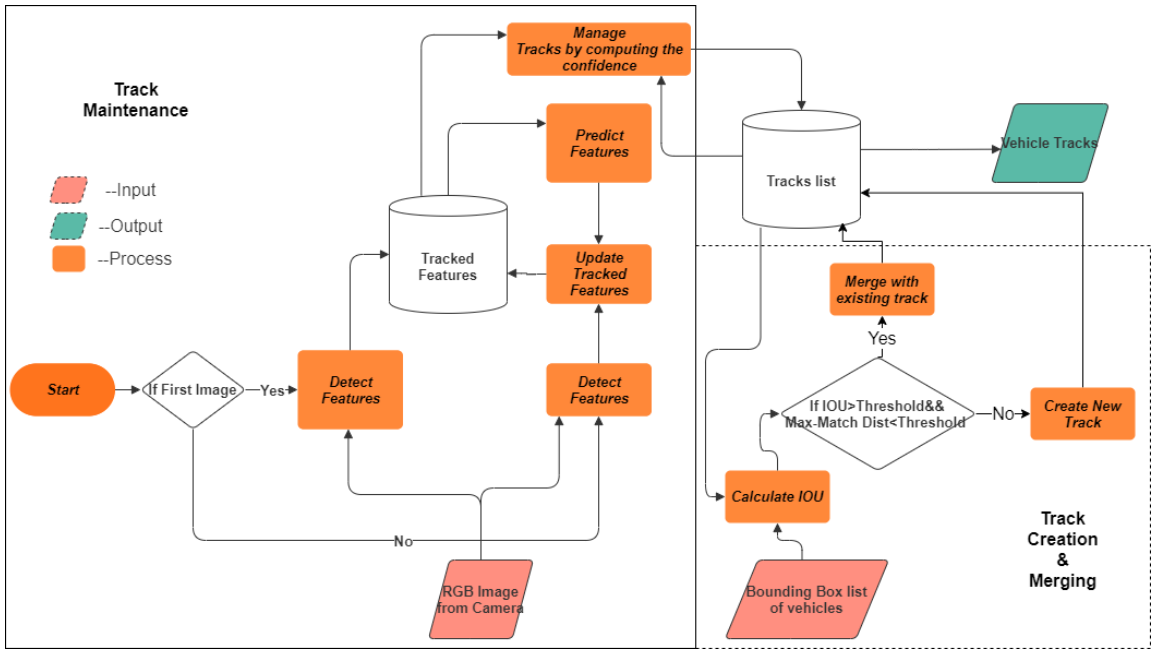 Manage
Tracks by computing the
confidence
Track
Maintenance
Predict
Features
Vehicle Tracks
Tracks list
--Input
--Output
--Process
Tracked
Features
Update
Tracked
Features
Merge with
existing track
Yes
Start
If First Image
Yes
Detect
Features
Detect
Features
If IOU>Threshold&&
Max-Match Dist<Threshold
No
Create New
Track
Calculate IOU
No
Track
Creation
&
Merging
RGB Image
from Camera
Bounding Box list
of vehicles